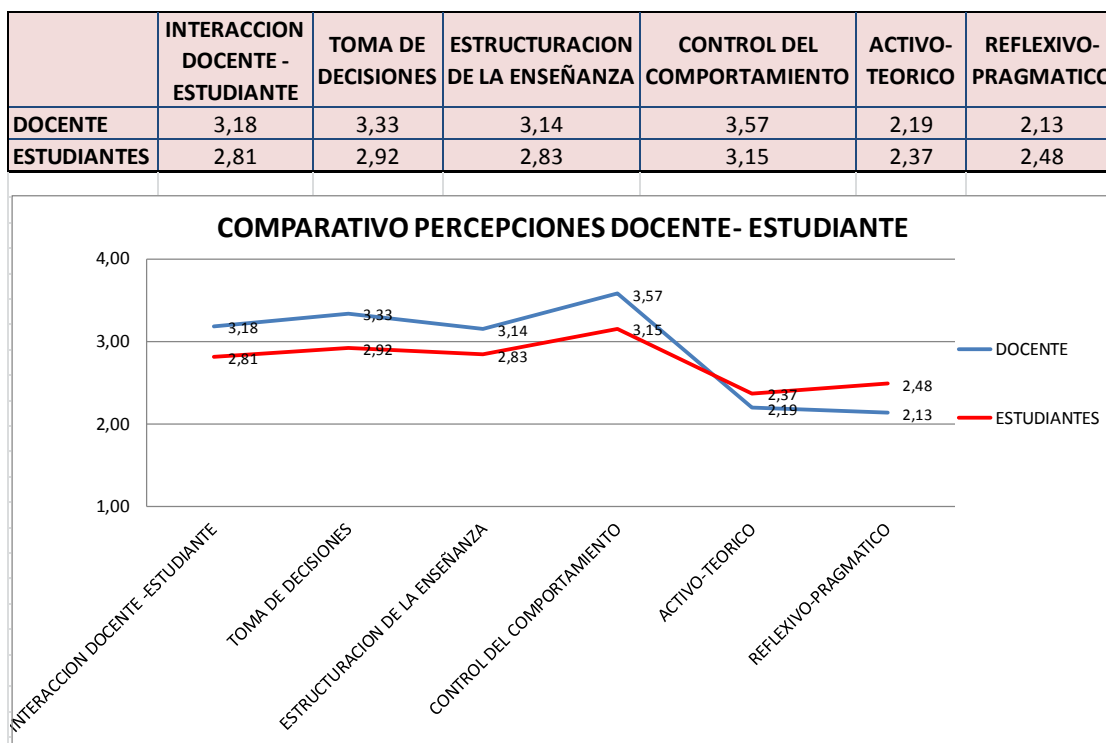 INTERACCION DOCENTE - ESTUDIANTE TOMA DE DECISIONES ESTRUCTURACION DE LA ENSEÑANZA CONTROL DEL COMPORTAMIENTO ACTIVO-TEORICO REFLEXIVO-PRAGMATICO
DOCENTE 3,18 3,33 3,14 3,57 2,19 2,13
ESTUDIANTES 2,81 2,92 2,83 3,15 2,37 2,48
COMPARATIVO PERCEPCIONES DOCENTE- ESTUDIANTE
4,00
3,00
2,00
1,00
3,18 3,33 3,14 3,57 2,19 2,13
2,81 2,92 2,83 3,15 2,37 2,48
DOCENTE
ESTUDIANTES
INTERACCION DOCENTE -ESTUDIANTE
TOMA DE DECISIONES
ESTRUCTURACION DE LA ENSEÑANZA
CONTROL DEL COMPORTAMIENTO
ACTIVO-TEORICO
REFLEXIVO-PRAGMATICO